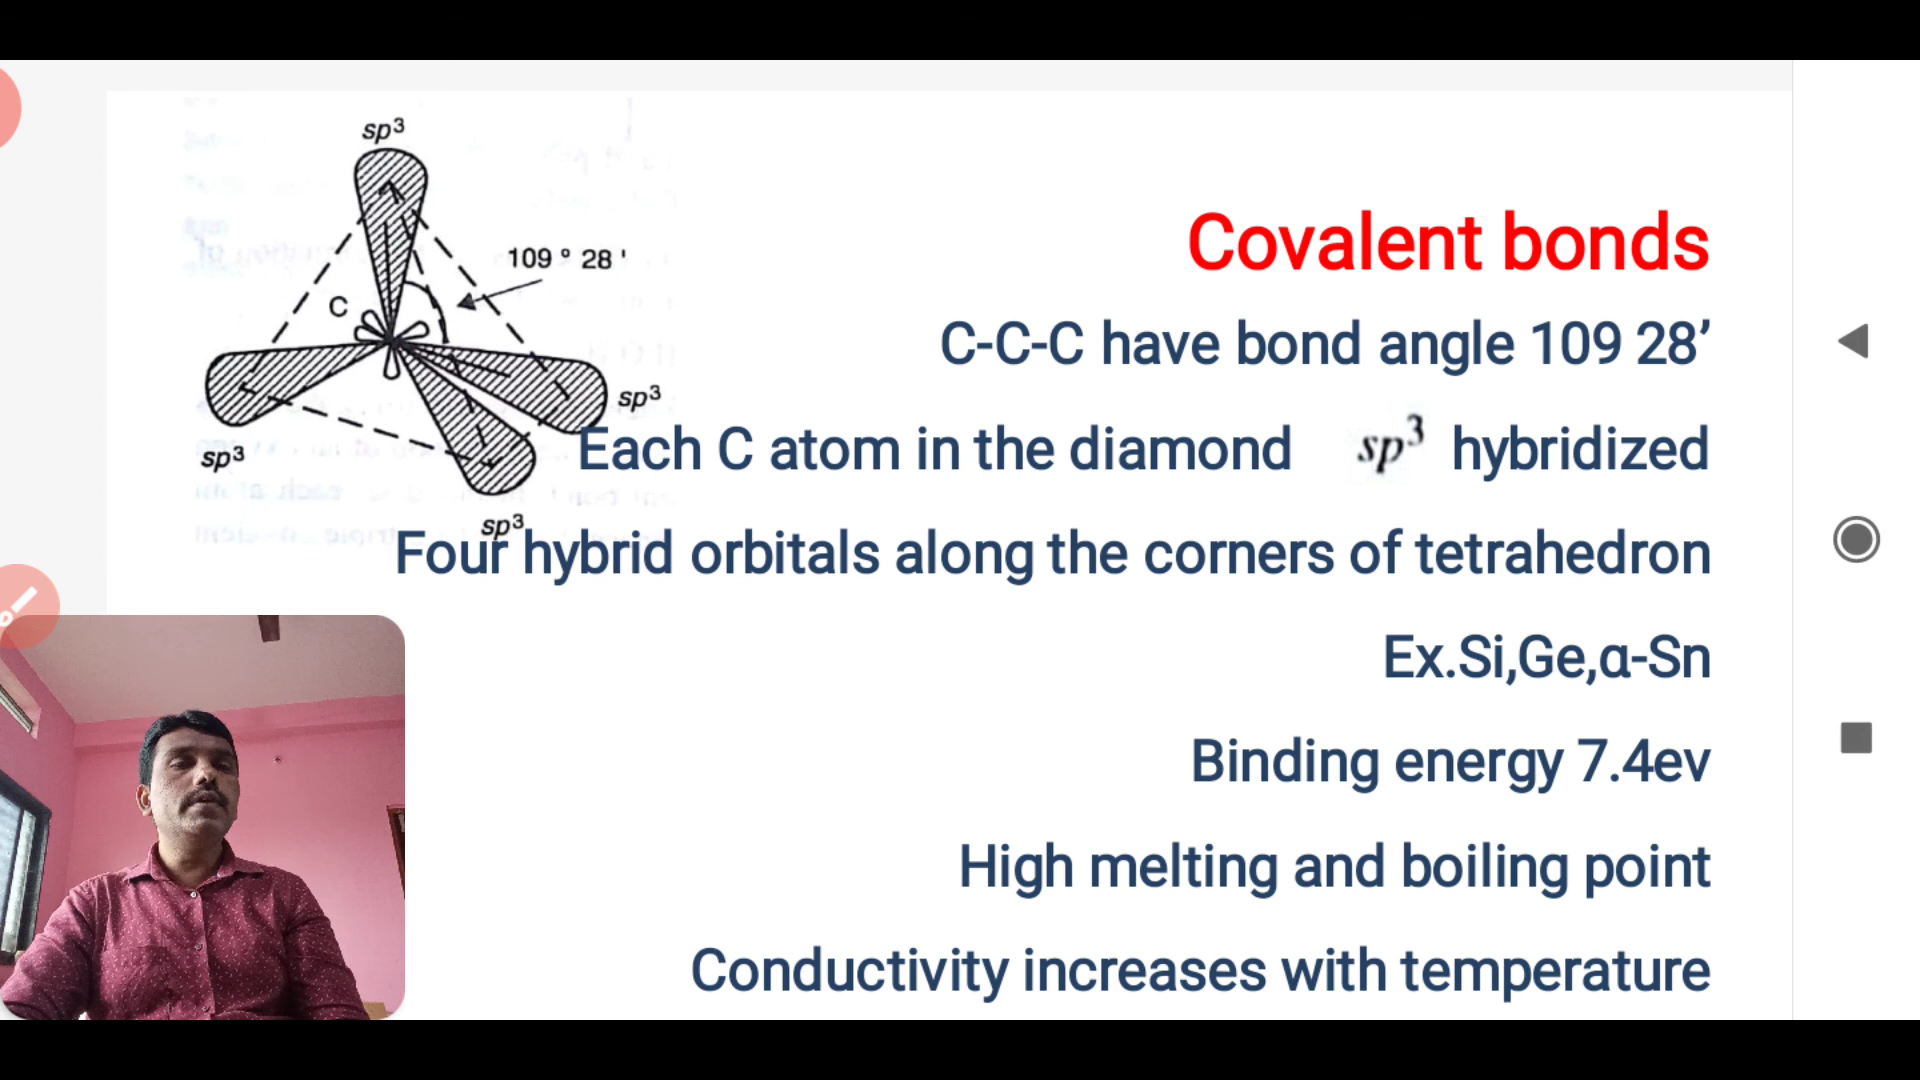 sp3
109 ° 28 '
C
sp3
sp3
sp3
Covalent bonds
C-C-C have bond angle 109 28’
Each C atom in the diamond sp3 hybridized
Four hybrid orbitals along the corners of tetrahedron
Ex.Si,Ge,α-Sn
Binding energy 7.4ev
High melting and boiling point
Conductivity increases with temperature